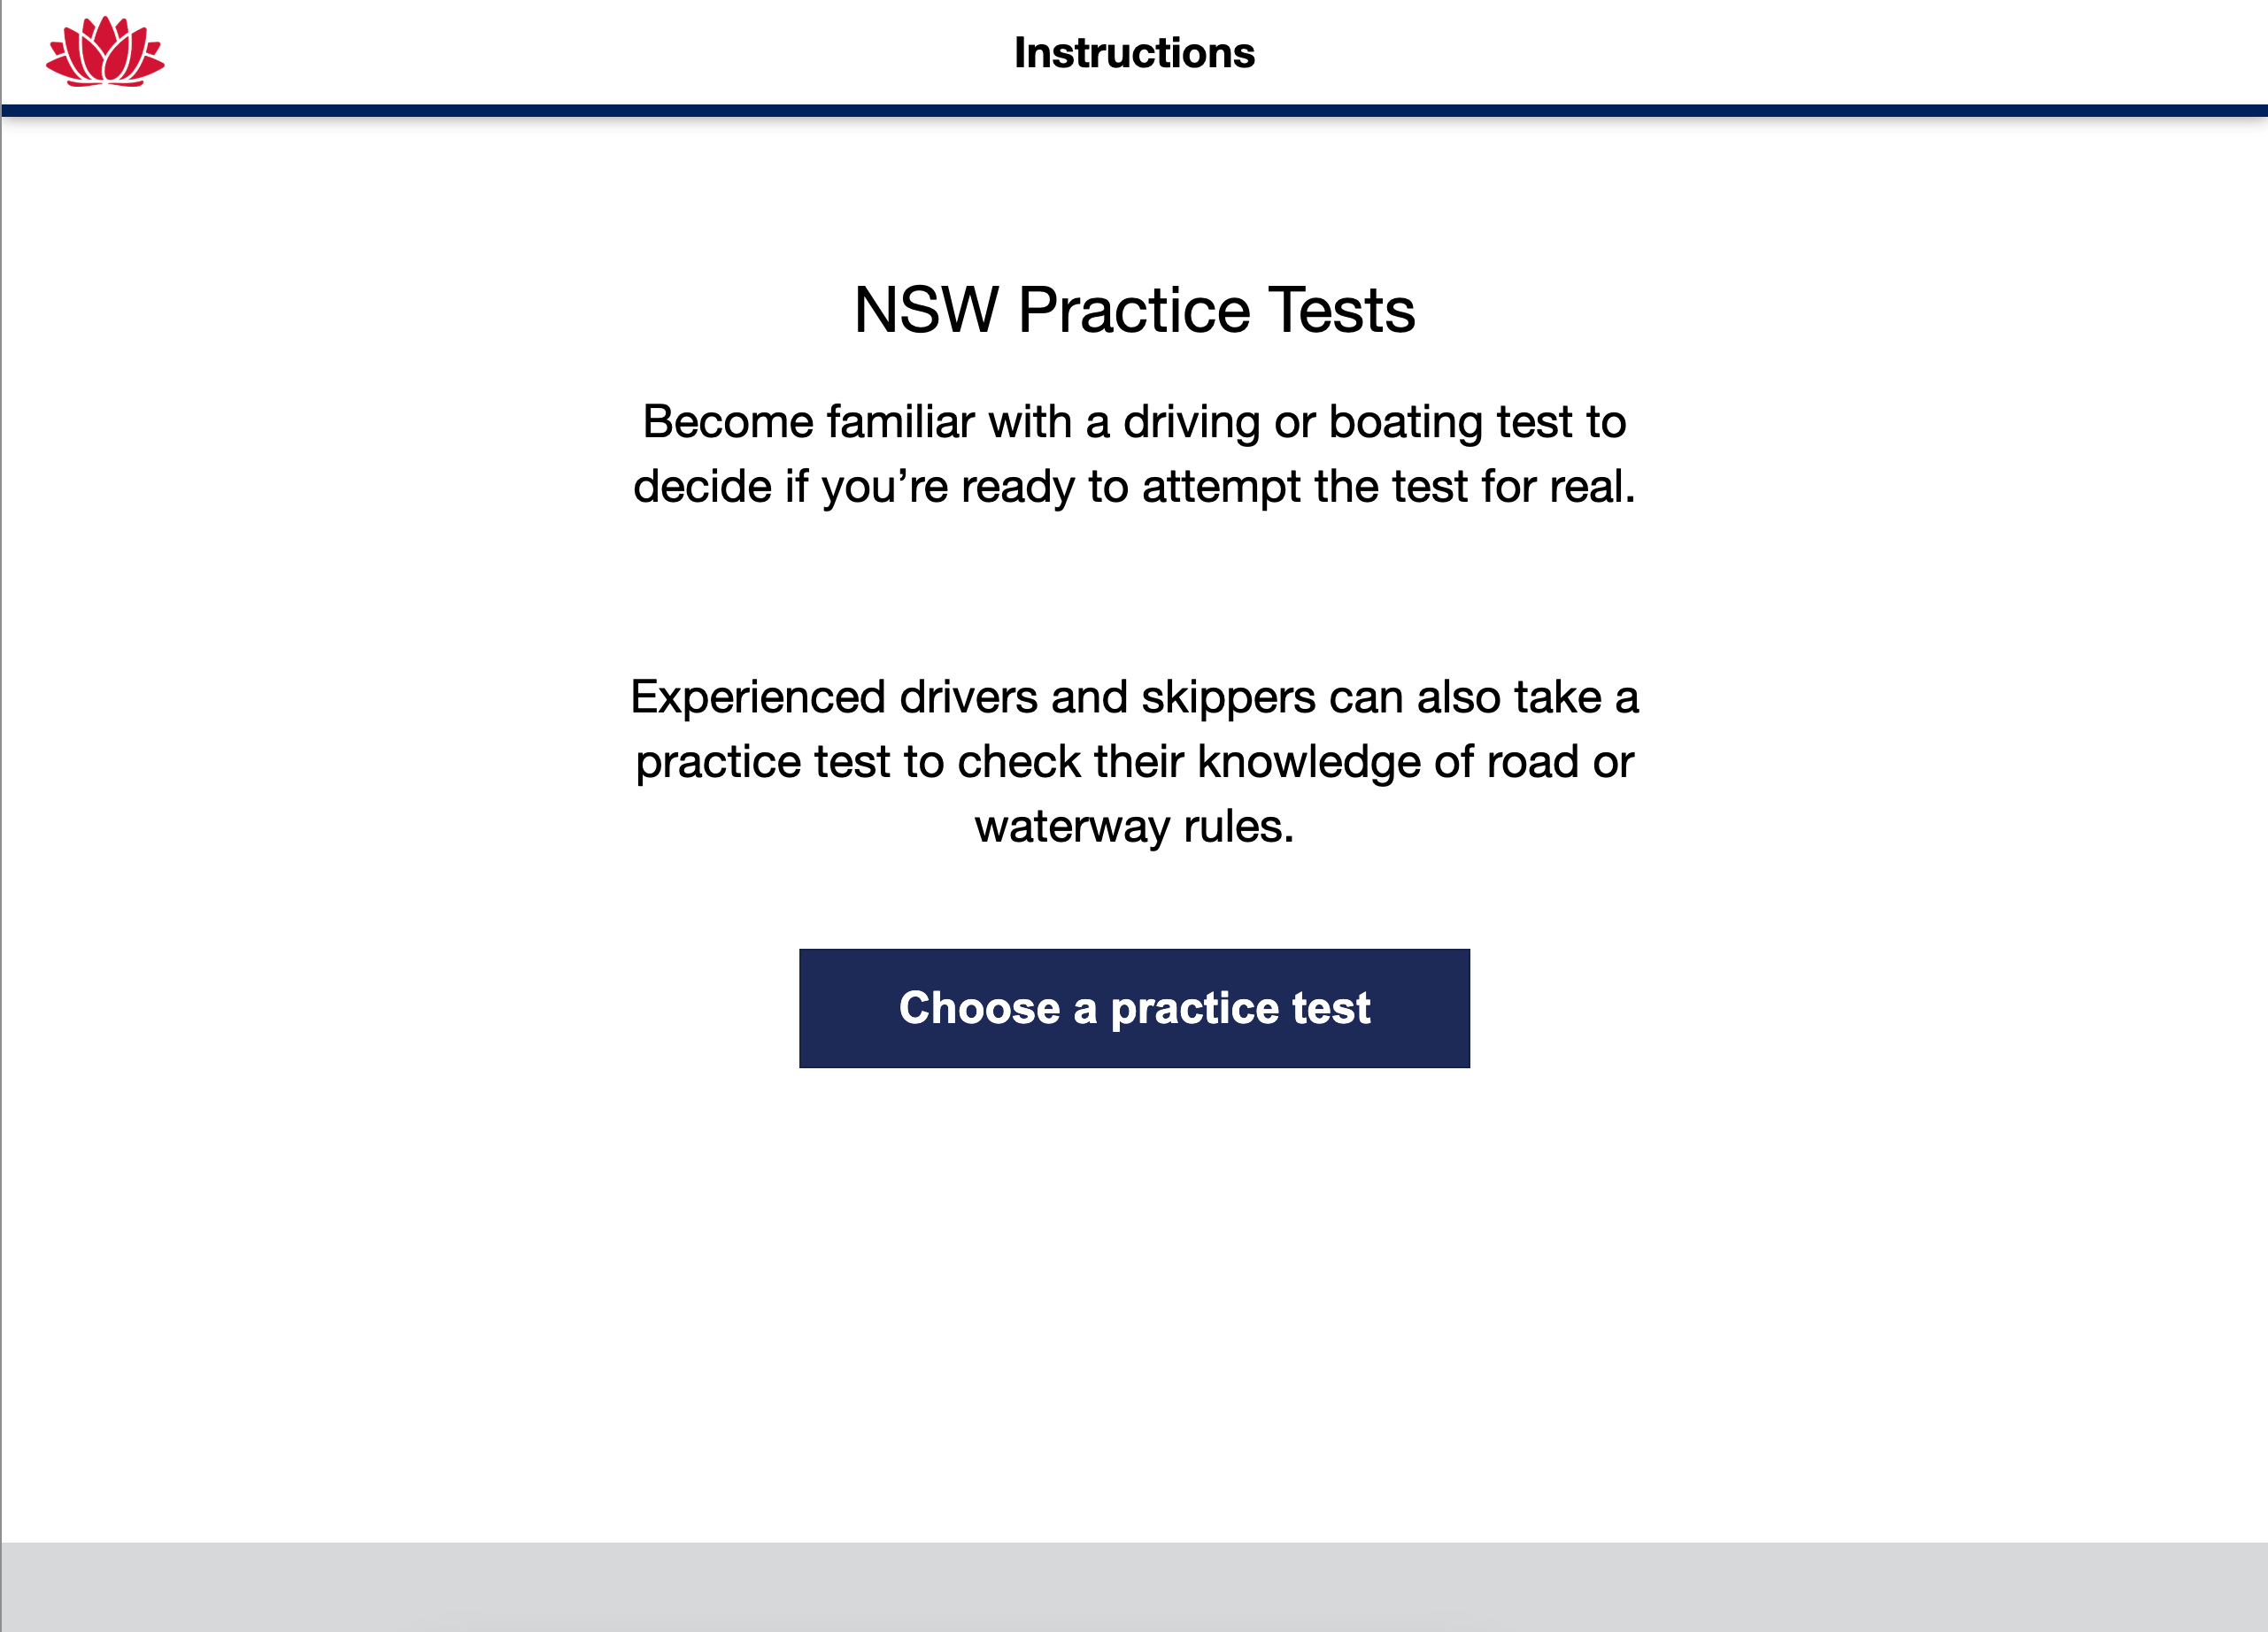 Instructions
NSW Practice Tests
Become familiar with a driving or boating test to
decide if you’re ready to attempt the test for real.
Experienced drivers and skippers can also take a
practice test to check their knowledge of road or
waterway rules.
Choose a practice test